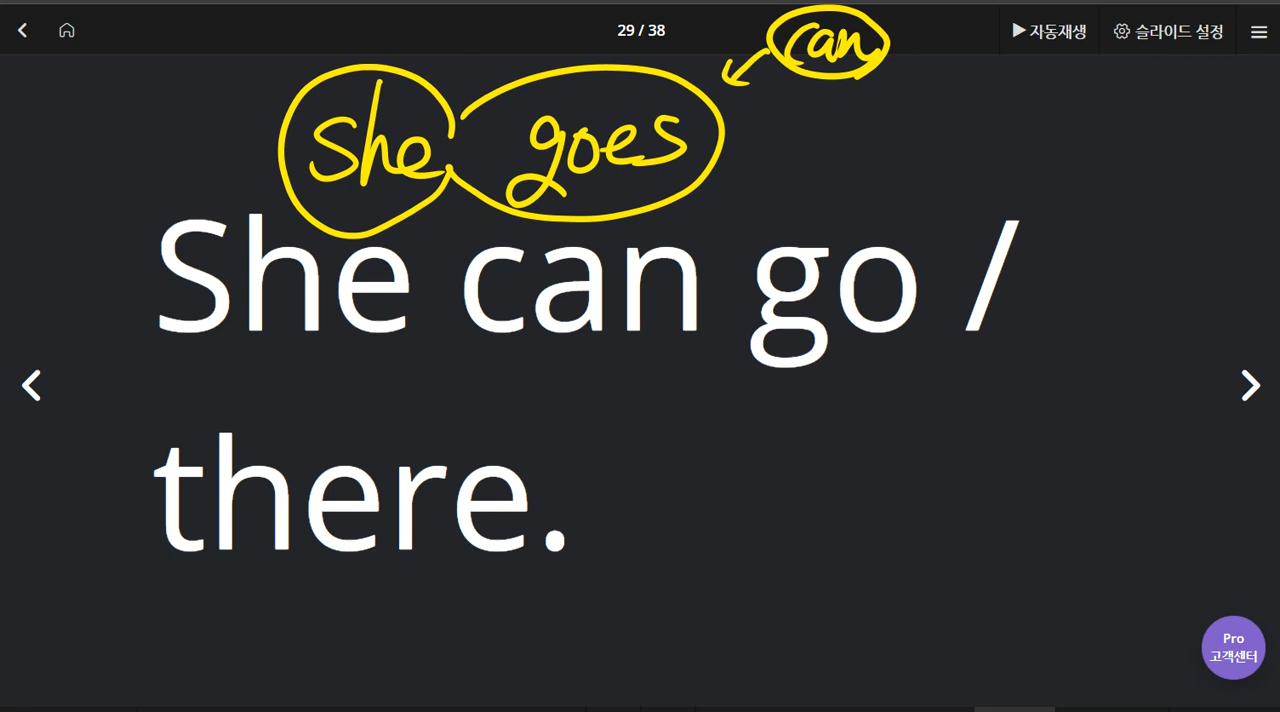 29 / 38
자동재생
슬라이드 설정
can
she goes
She can go /
there.
Pro
고객센터